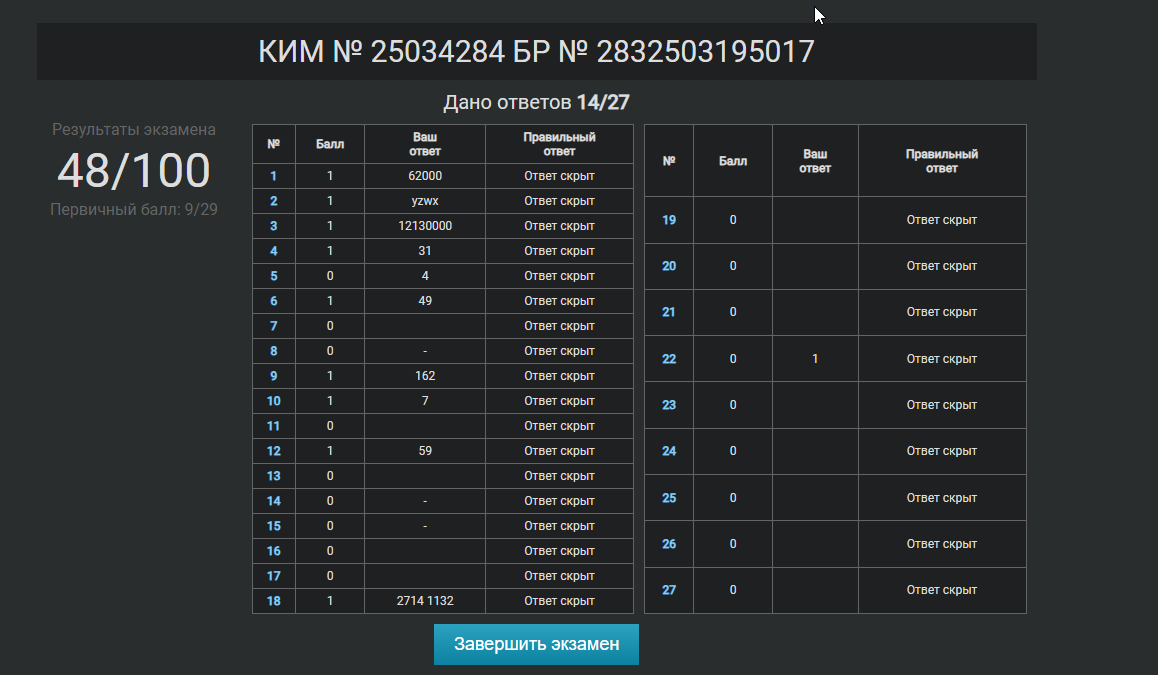 КИМ № 25034284 БР № 2832503195017
Дано ответов 14/27
Результаты экзамена
48/100
Первичный балл: 9/29
№ Балл Ваш ответ Правильный ответ
1 1 62000 Ответ скрыт
2 1 yzwx Ответ скрыт
3 1 12130000 Ответ скрыт
4 1 31 Ответ скрыт
5 0 4 Ответ скрыт
6 1 49 Ответ скрыт
7 0 Ответ скрыт
8 0 - Ответ скрыт
9 1 162 Ответ скрыт
10 1 7 Ответ скрыт
11 0 Ответ скрыт
12 1 59 Ответ скрыт
13 0 Ответ скрыт
14 0 - Ответ скрыт
15 0 - Ответ скрыт
16 0 Ответ скрыт
17 0 Ответ скрыт
18 1 2714 1132 Ответ скрыт
№ Балл Ваш ответ Правильный ответ
19 0 Ответ скрыт
20 0 Ответ скрыт
21 0 Ответ скрыт
22 0 1 Ответ скрыт
23 0 Ответ скрыт
24 0 Ответ скрыт
25 0 Ответ скрыт
26 0 Ответ скрыт
27 0 Ответ скрыт
Завершить экзамен